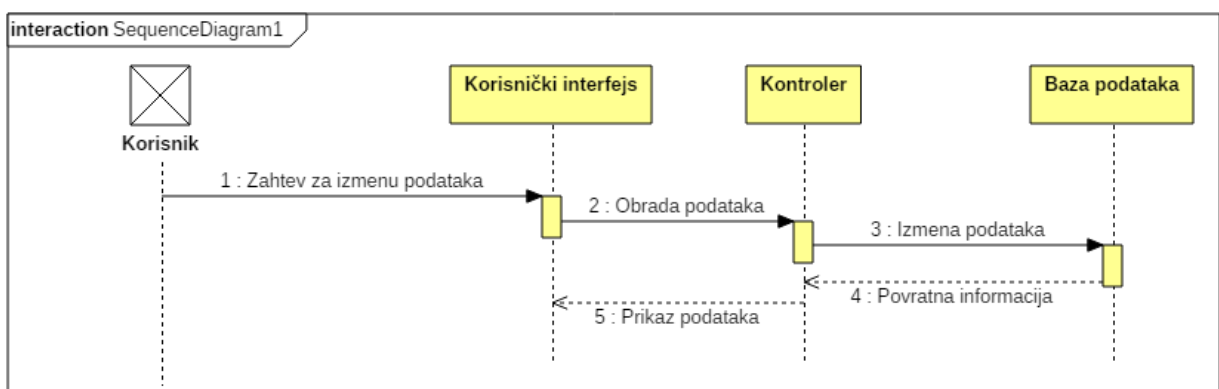 interaction SequenceDiagram1
Korisnik
Korisnički interfejs
Kontroler
Baza podataka
1 : Zahtev za izmenu podataka
2 : Obrada podataka
3 : Izmena podataka
4 : Povratna informacija
5 : Prikaz podataka